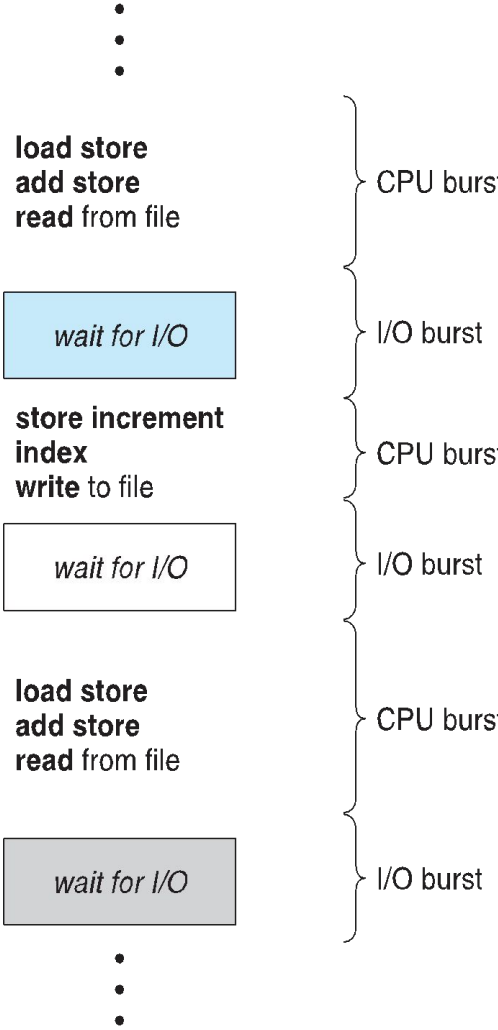 load store
add store
read from file
CPU burst
wait for I/O
I/O burst
store increment
index
write to file
CPU burst
wait for I/O
I/O burst
load store
add store
read from file
CPU burst
wait for I/O
I/O burst